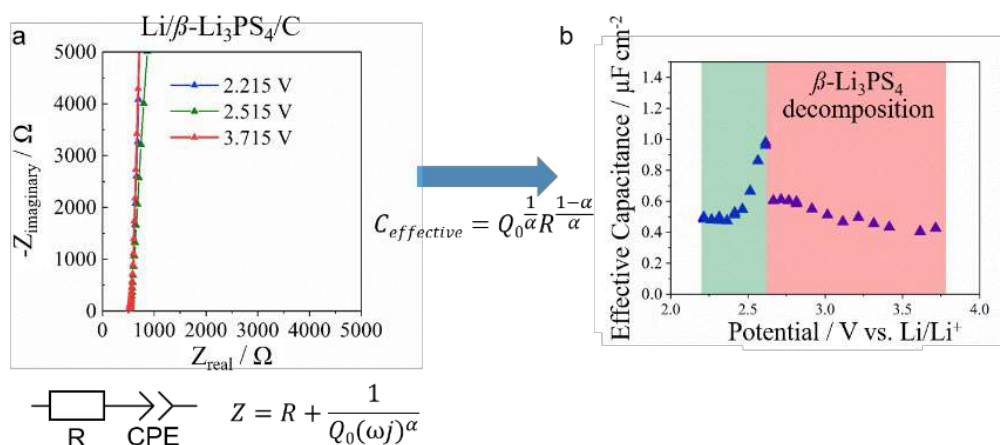 a
Li/β-Li₃PS₄/C
5000
4000
3000
2000
1000
0
-Z_imaginary / Ω
2.215 V
2.515 V
3.715 V
0 1000 2000 3000 4000 5000
Z_real / Ω
R CPE
Z = R + 1/(Q₀(ωj)^α)
C_effective = Q₀^(1/α) R^((1−α)/α)
b
β-Li₃PS₄
decomposition
Effective Capacitance / μF cm⁻²
1.4
1.2
1.0
0.8
0.6
0.4
0.2
0.0
2.0 2.5 3.0 3.5 4.0
Potential / V vs. Li/Li⁺